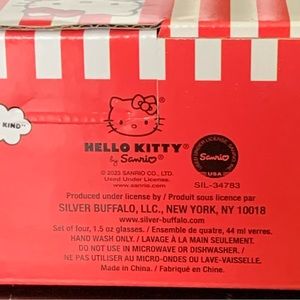 KIND
HELLO KITTY®
by Sanrio®
© 2023 SANRIO CO., LTD.
Used Under License.
www.sanrio.com
Sanrio
USA
SIL-34783
Produced under license by / Produit sous licence par
SILVER BUFFALO, LLC., NEW YORK, NY 10018
www.silver-buffalo.com
Set of four, 1.5 oz glasses. / Ensemble de quatre, 44 ml verres.
HAND WASH ONLY. / LAVAGE À LA MAIN SEULEMENT.
DO NOT USE IN MICROWAVE OR DISHWASHER. /
NE PAS UTILISER AU MICRO-ONDES OU LAVE-VAISSELLE.
Made in China. / Fabriqué en Chine.